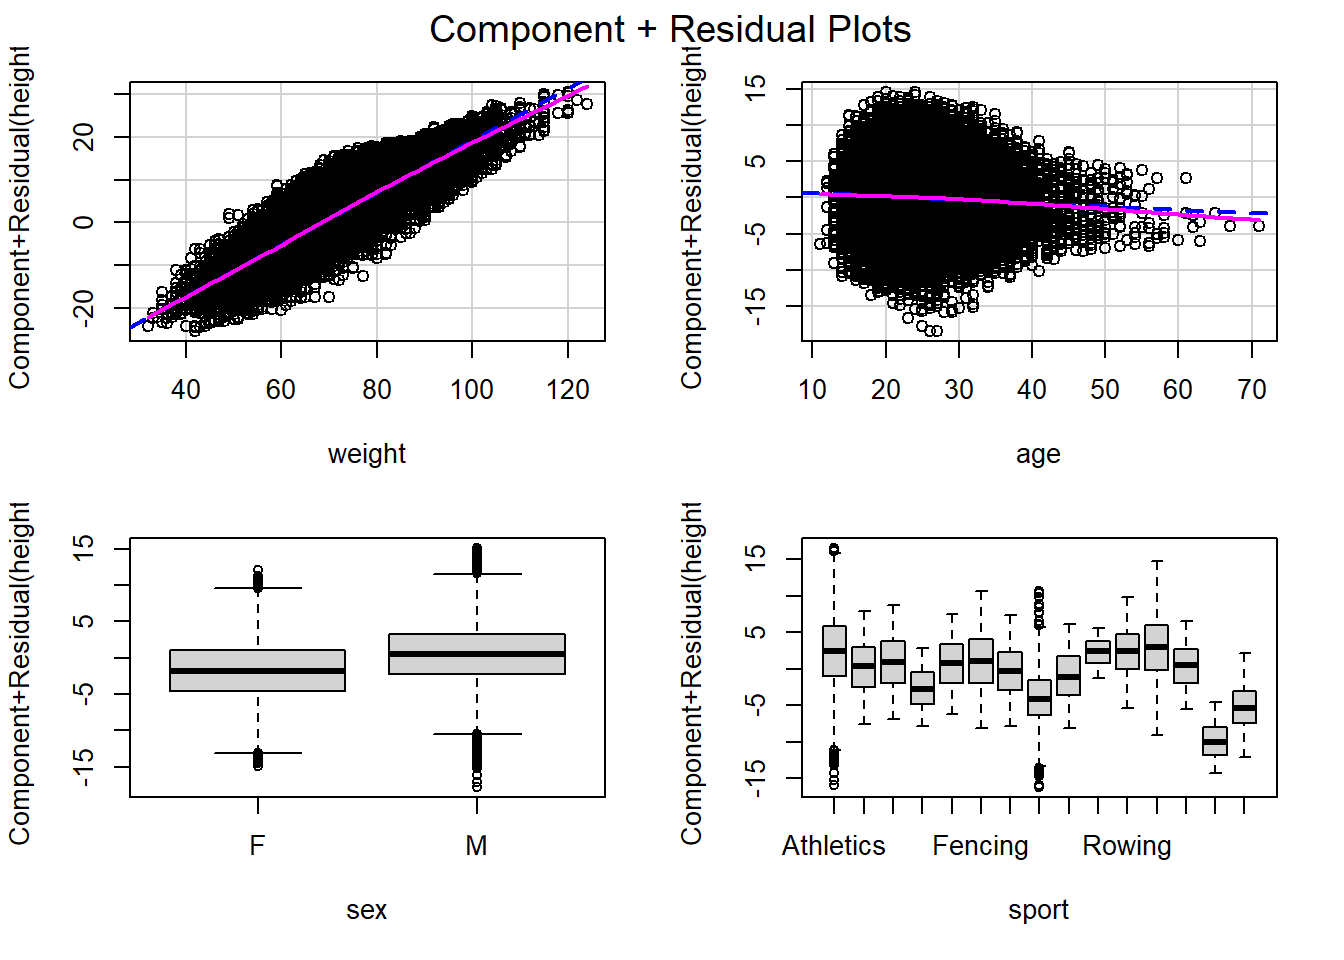 Component + Residual Plots
Component+Residual(height
20
0
-20
40 60 80 100 120
weight
Component+Residual(height
15
5
-5
-15
10 20 30 40 50 60 70
age
Component+Residual(height
15
5
-5
-15
F M
sex
Component+Residual(height
15
5
-5
-15
Athletics Fencing Rowing
sport